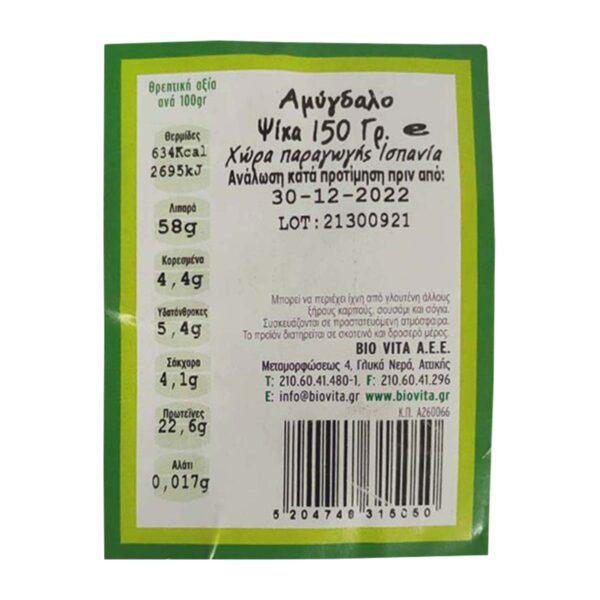 Θρεπτική αξία
ανά 100gr
Θερμίδες
634Kcal
2695kJ
Λιπαρά
58g
Κορεσμένα
4,4g
Υδατάνθρακες
5,4g
Σάκχαρα
4,1g
Πρωτεΐνες
22,6g
Αλάτι
0,017g
Αμύγδαλο
Ψίχα 150 Γρ. e
Χώρα παραγωγής Ισπανία
Ανάλωση κατά προτίμηση πριν από:
30-12-2022
LOT:21300921
Μπορεί να περιέχει ίχνη από γλουτένη άλλους
ξηρους καρπούς, σουσάμι και σόγια.
Συσκευάζονται σε προστατευμένη ατμόσφαιρα.
Το προϊόν διατηρείται σε σκοτεινό και δροσερό μέρος.
BIO VITA A.E.E.
Μεταμορφώσεως 4, Γλυκά Νερά, Αττικής
T: 210.60.41.480-1, F: 210.60.41.296
E: info@biovita.gr www.biovita.gr
Κ.Π. Α260066
5 204748 315050